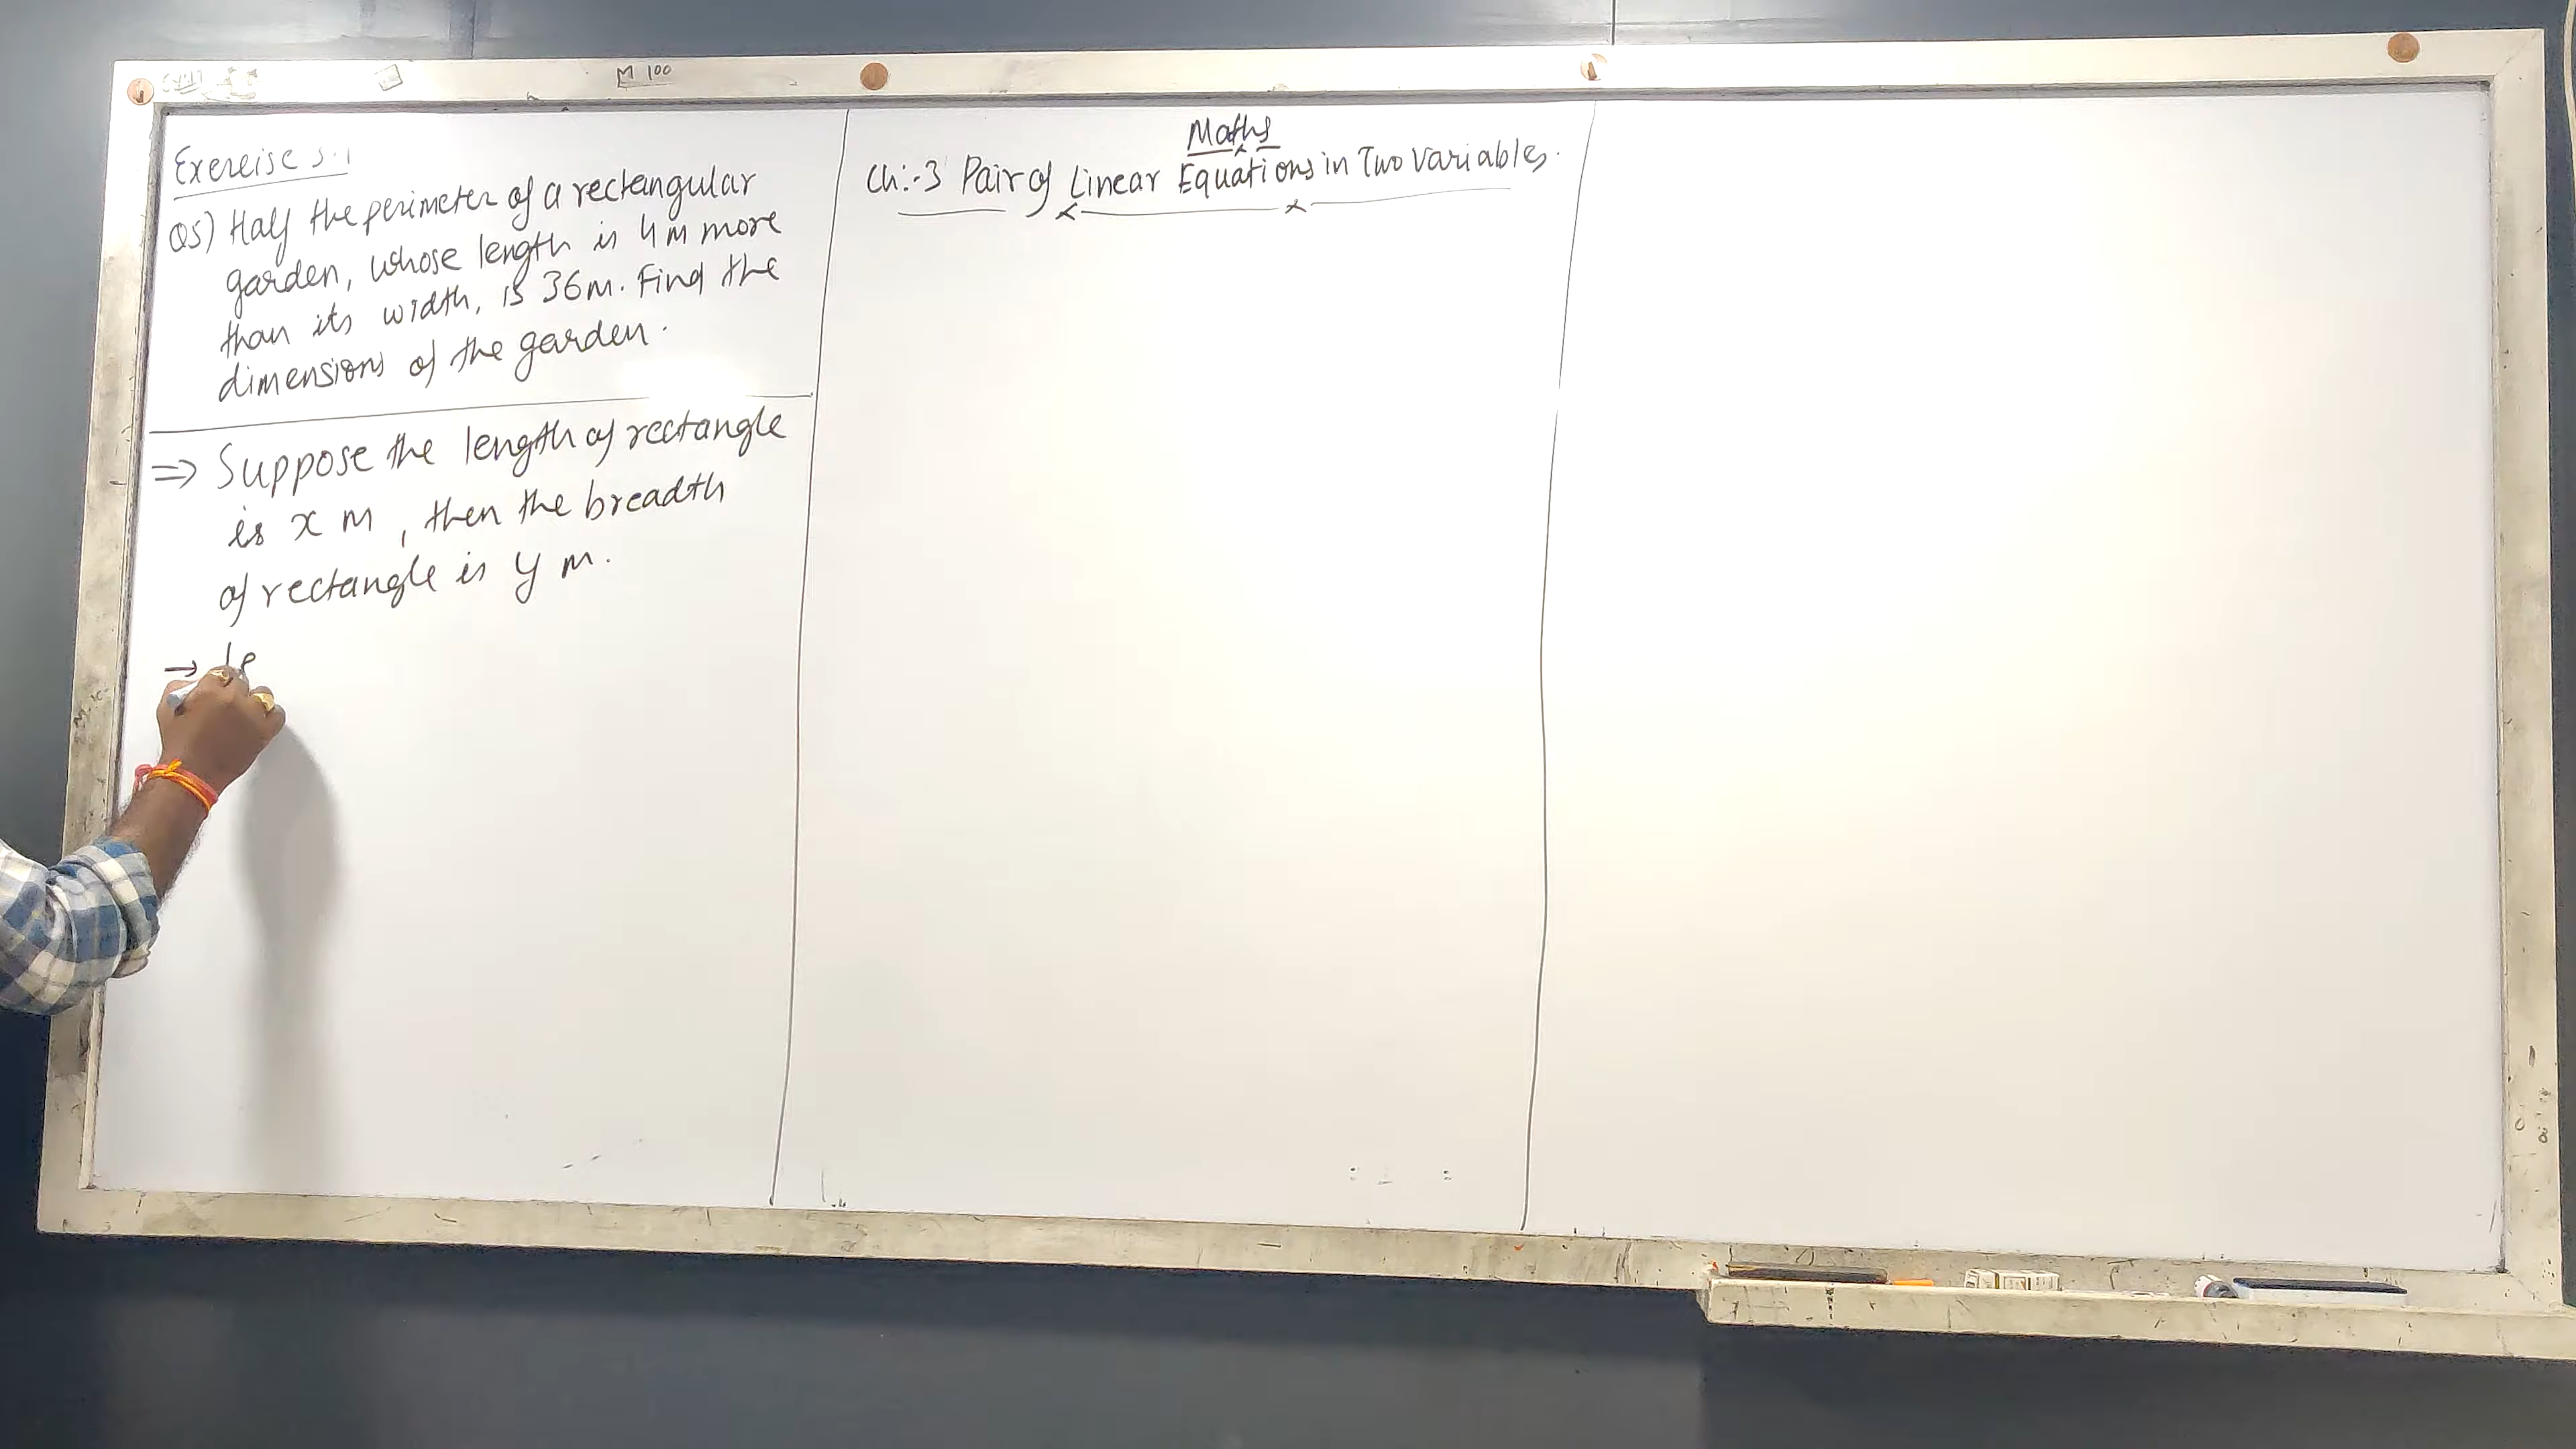 M 100
Exercise 3.1
Q5) Half the perimeter of a rectangular
garden, whose length is 4m more
than its width, is 36m. Find the
dimensions of the garden.
=> Suppose the length of rectangle
is x m, then the breadth
of rectangle is y m.
→ le
Maths
Ch:-3 Pair of Linear Equations in Two Variables.